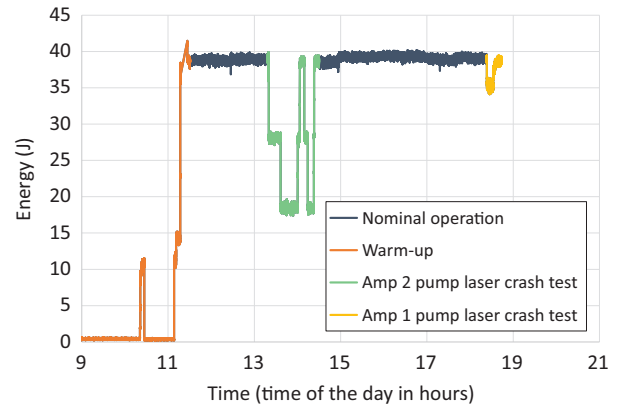 45
40
35
30
25
20
15
10
5
0
Energy (J)
Nominal operation
Warm-up
Amp 2 pump laser crash test
Amp 1 pump laser crash test
9 11 13 15 17 19 21
Time (time of the day in hours)